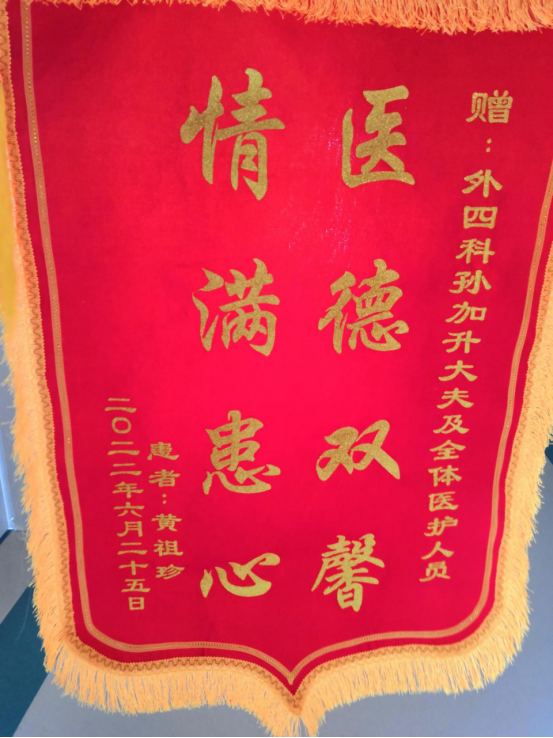 赠：外四科孙加升大夫及全体医护人员
医德双馨
情满患心
患者：黄祖珍
二〇二二年六月二十五日